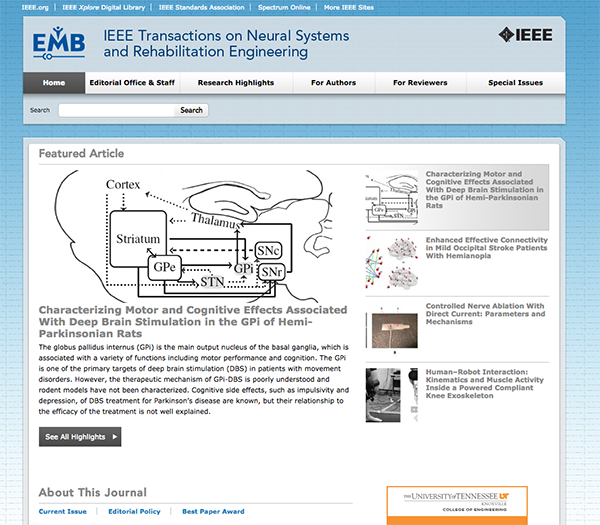 IEEE.org | IEEE Xplore Digital Library | IEEE Standards Association | Spectrum Online | More IEEE Sites
EMB
IEEE Transactions on Neural Systems
and Rehabilitation Engineering
IEEE
Home
Editorial Office & Staff
Research Highlights
For Authors
For Reviewers
Special Issues
Search
Search
Featured Article
Cortex
Thalamus
Striatum
GPe
GPi
SNc
SNr
STN
Characterizing Motor and Cognitive Effects Associated
With Deep Brain Stimulation in the GPi of Hemi-
Parkinsonian Rats
The globus pallidus internus (GPi) is the main output nucleus of the basal ganglia, which is
associated with a variety of functions including motor performance and cognition. The GPi
is one of the primary targets of deep brain stimulation (DBS) in patients with movement
disorders. However, the therapeutic mechanism of GPi-DBS is poorly understood and
rodent models have not been characterized. Cognitive side effects, such as impulsivity and
depression, of DBS treatment for Parkinson's disease are known, but their relationship to
the efficacy of the treatment is not well explained.
See All Highlights
Characterizing Motor and
Cognitive Effects Associated
With Deep Brain Stimulation in
the GPi of Hemi-Parkinsonian
Rats
Enhanced Effective Connectivity
in Mild Occipital Stroke Patients
With Hemianopia
Controlled Nerve Ablation With
Direct Current: Parameters and
Mechanisms
Human–Robot Interaction:
Kinematics and Muscle Activity
Inside a Powered Compliant
Knee Exoskeleton
About This Journal
Current Issue | Editorial Policy | Best Paper Award
THE UNIVERSITY of TENNESSEE UT
KNOXVILLE
COLLEGE OF ENGINEERING